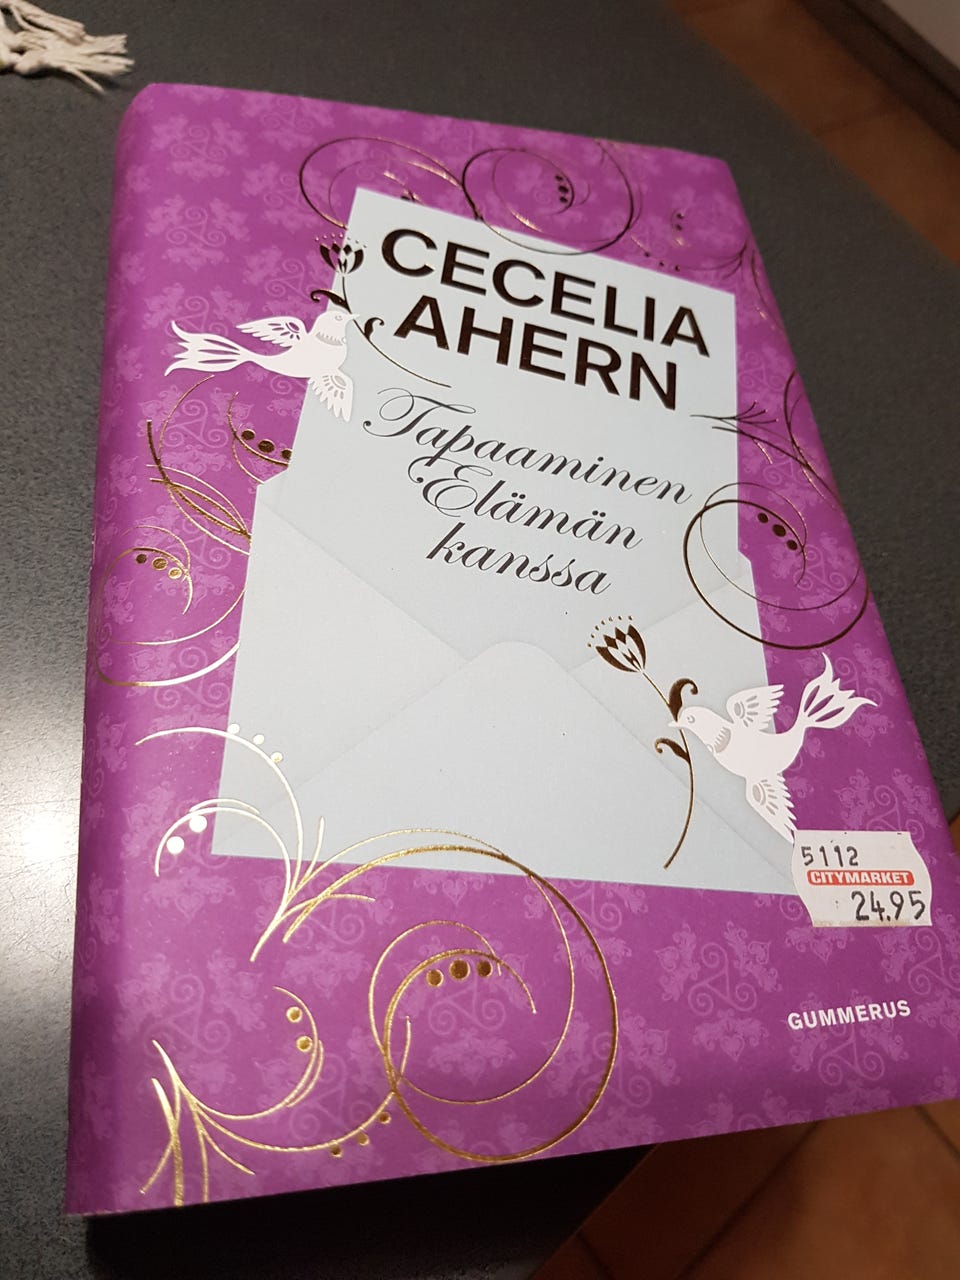 CECELIA
AHERN
Tapaaminen
Elämän
kanssa
5112
CITYMARKET
24.95
GUMMERUS